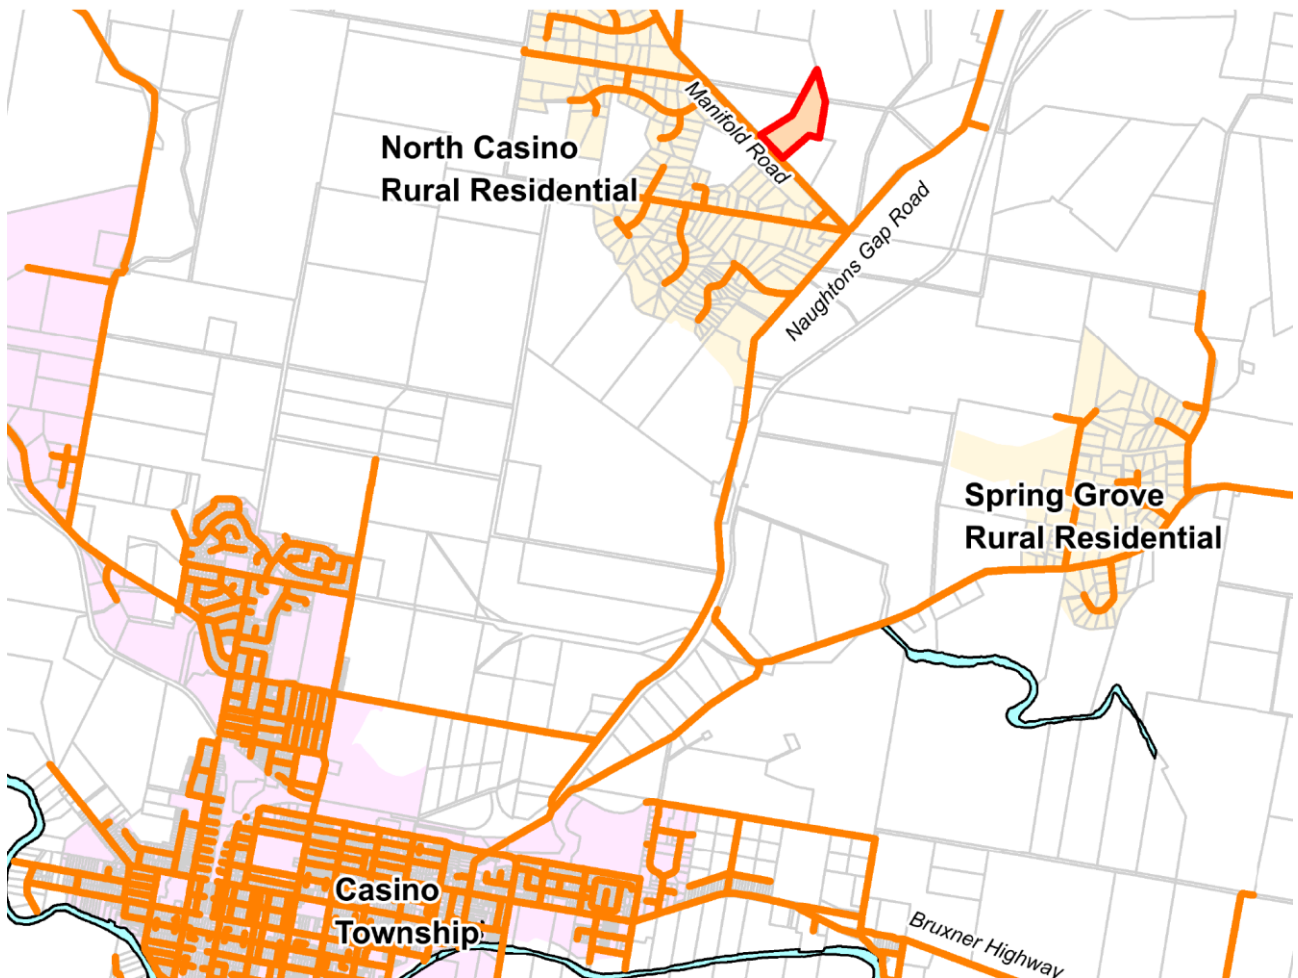 Manifold Road
North Casino
Rural Residential
Naughtons Gap Road
Spring Grove
Rural Residential
Casino
Township
Bruxner Highway